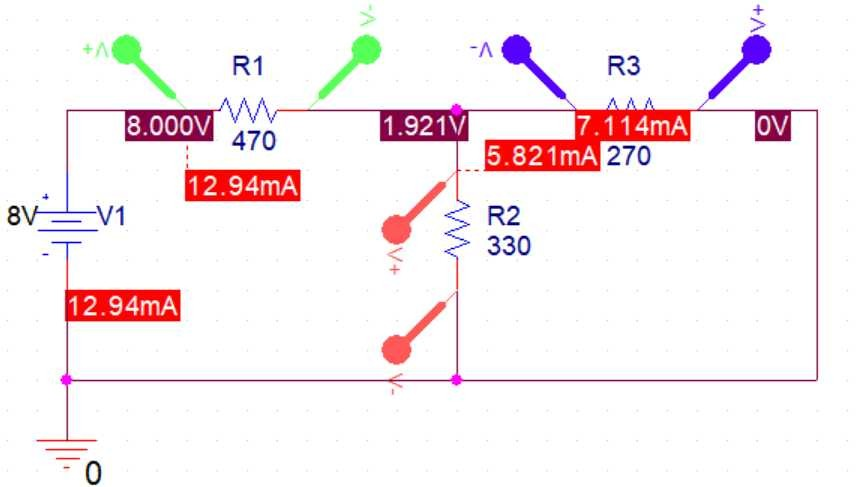 V+
V-
V-
V+
R1
R3
8.000V
1.921V
7.114mA
0V
470
5.821mA
270
12.94mA
+
8V
V1
-
R2
330
V+
12.94mA
V-
0